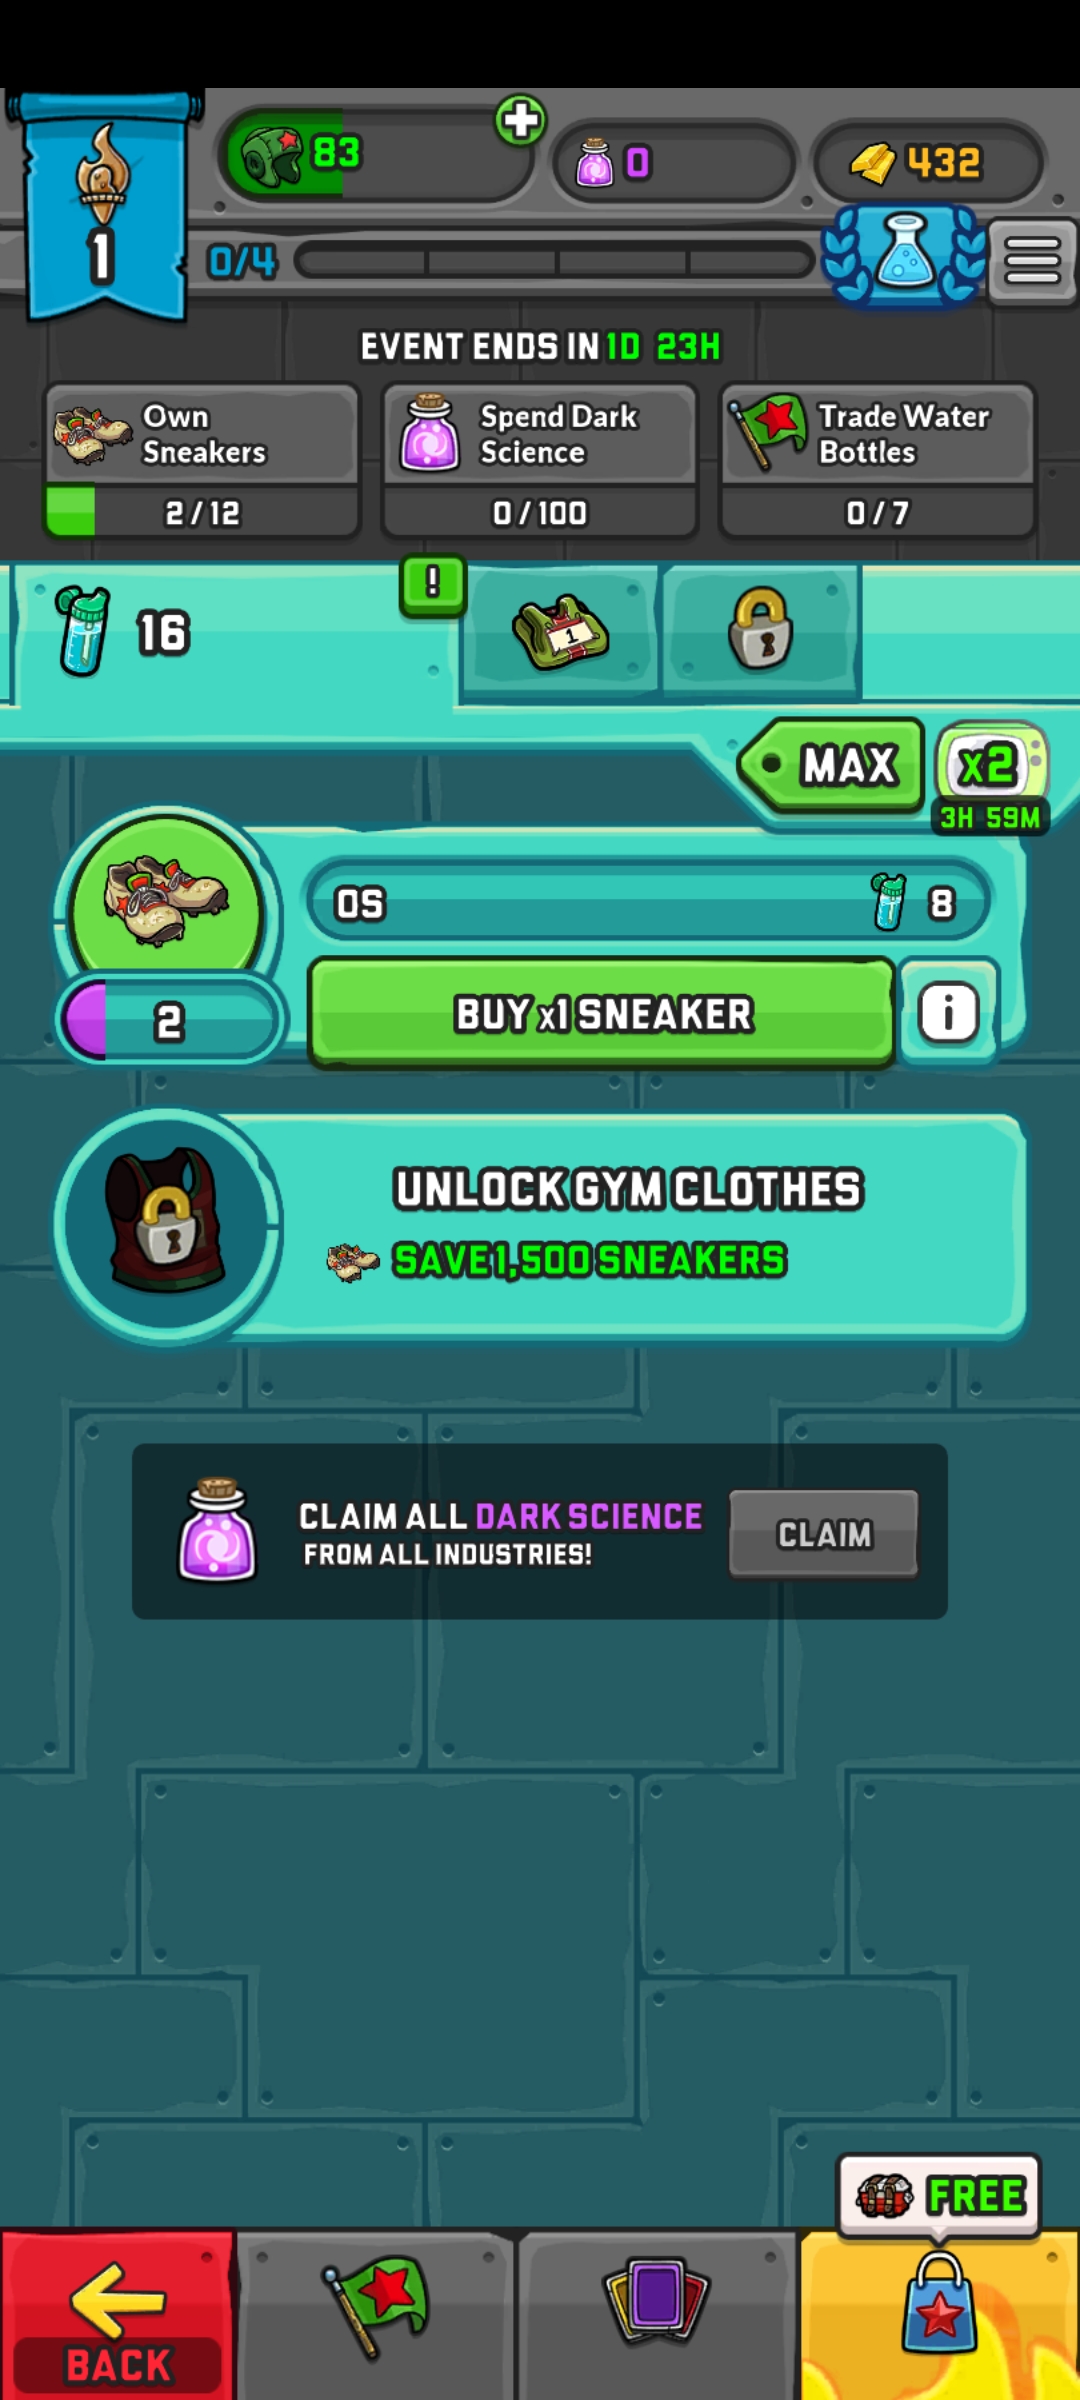 83
0
432
1
0/4
EVENT ENDS IN 1D 23H
Own
Sneakers
2/12
Spend Dark
Science
0/100
Trade Water
Bottles
0/7
16
!
1
MAX
x2
3H 59M
0S
8
2
BUY x1 SNEAKER
i
UNLOCK GYM CLOTHES
SAVE 1,500 SNEAKERS
CLAIM ALL DARK SCIENCE
FROM ALL INDUSTRIES!
CLAIM
FREE
BACK